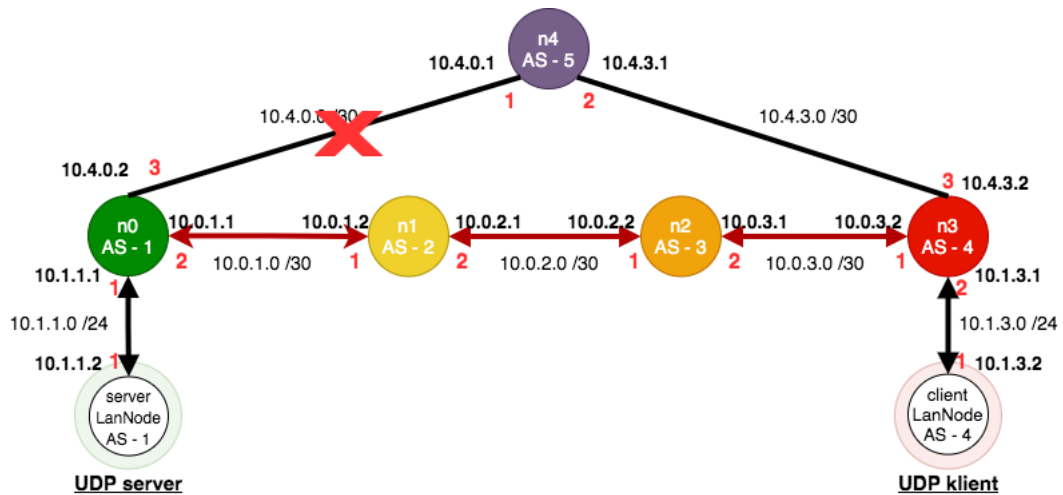 n4
AS - 5
10.4.0.1
10.4.3.1
1
2
10.4.0.0 /30
10.4.3.0 /30
10.4.0.2
3
3
10.4.3.2
n0
AS - 1
10.0.1.1
10.0.1.2
n1
AS - 2
10.0.2.1
10.0.2.2
n2
AS - 3
10.0.3.1
10.0.3.2
n3
AS - 4
2
10.0.1.0 /30
1
2
10.0.2.0 /30
1
2
10.0.3.0 /30
1
10.1.1.1
1
2
10.1.3.1
10.1.1.0 /24
10.1.3.0 /24
10.1.1.2
1
1
10.1.3.2
server
LanNode
AS - 1
client
LanNode
AS - 4
UDP server
UDP klient